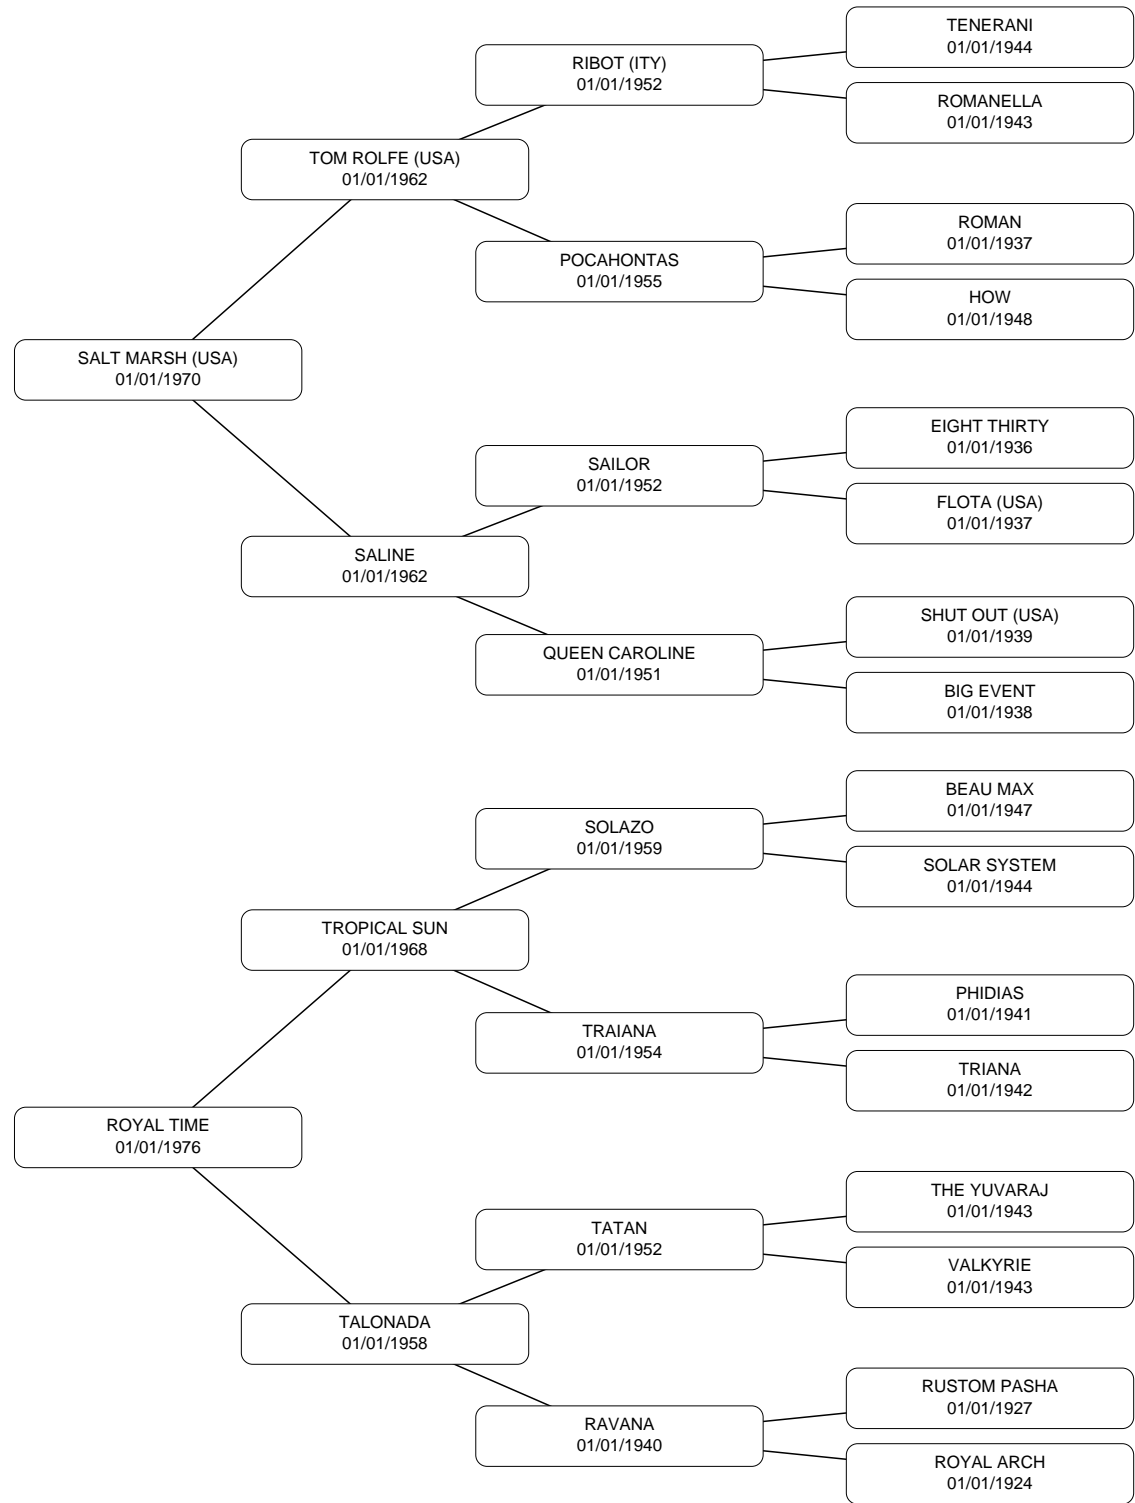 TENERANI
01/01/1944
RIBOT (ITY)
01/01/1952
ROMANELLA
01/01/1943
TOM ROLFE (USA)
01/01/1962
ROMAN
01/01/1937
POCAHONTAS
01/01/1955
HOW
01/01/1948
SALT MARSH (USA)
01/01/1970
EIGHT THIRTY
01/01/1936
SAILOR
01/01/1952
FLOTA (USA)
01/01/1937
SALINE
01/01/1962
SHUT OUT (USA)
01/01/1939
QUEEN CAROLINE
01/01/1951
BIG EVENT
01/01/1938
BEAU MAX
01/01/1947
SOLAZO
01/01/1959
SOLAR SYSTEM
01/01/1944
TROPICAL SUN
01/01/1968
PHIDIAS
01/01/1941
TRAIANA
01/01/1954
TRIANA
01/01/1942
ROYAL TIME
01/01/1976
THE YUVARAJ
01/01/1943
TATAN
01/01/1952
VALKYRIE
01/01/1943
TALONADA
01/01/1958
RUSTOM PASHA
01/01/1927
RAVANA
01/01/1940
ROYAL ARCH
01/01/1924